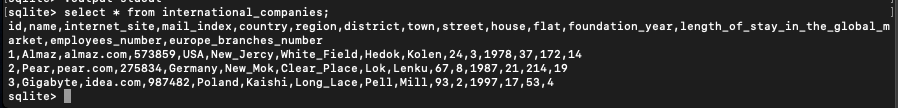 sqlite> select * from international_companies;
id,name,internet_site,mail_index,country,region,district,town,street,house,flat,foundation_year,length_of_stay_in_the_global_m
arket,employees_number,europe_branches_number
1,Almaz,almaz.com,573859,USA,New_Jercy,White_Field,Hedok,Kolen,24,3,1978,37,172,14
2,Pear,pear.com,275834,Germany,New_Mok,Clear_Place,Lok,Lenku,67,8,1987,21,214,19
3,Gigabyte,idea.com,987482,Poland,Kaishi,Long_Lace,Pell,Mill,93,2,1997,17,53,4
sqlite>